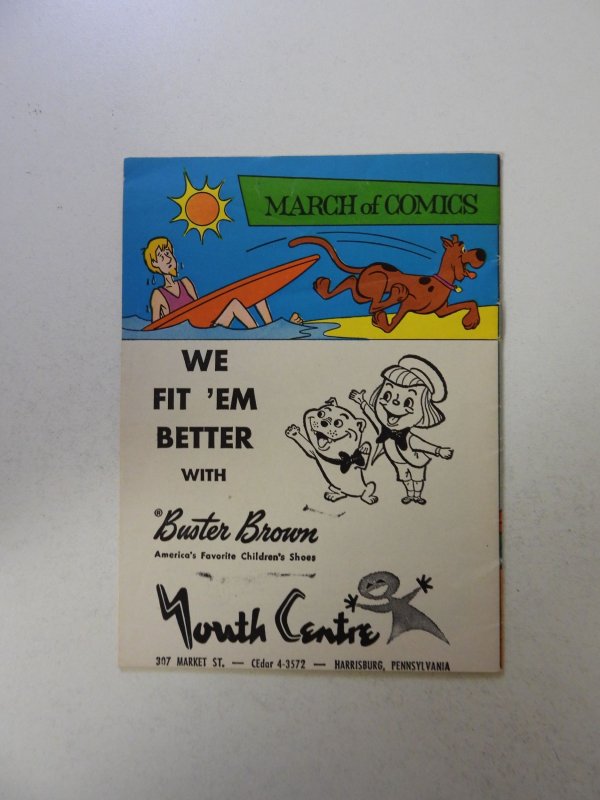 MARCH of COMICS
WE
FIT 'EM
BETTER
WITH
® Buster Brown
America's Favorite Children's Shoes
Youth Centre
307 MARKET ST. — CEdar 4-3572 — HARRISBURG, PENNSYLVANIA